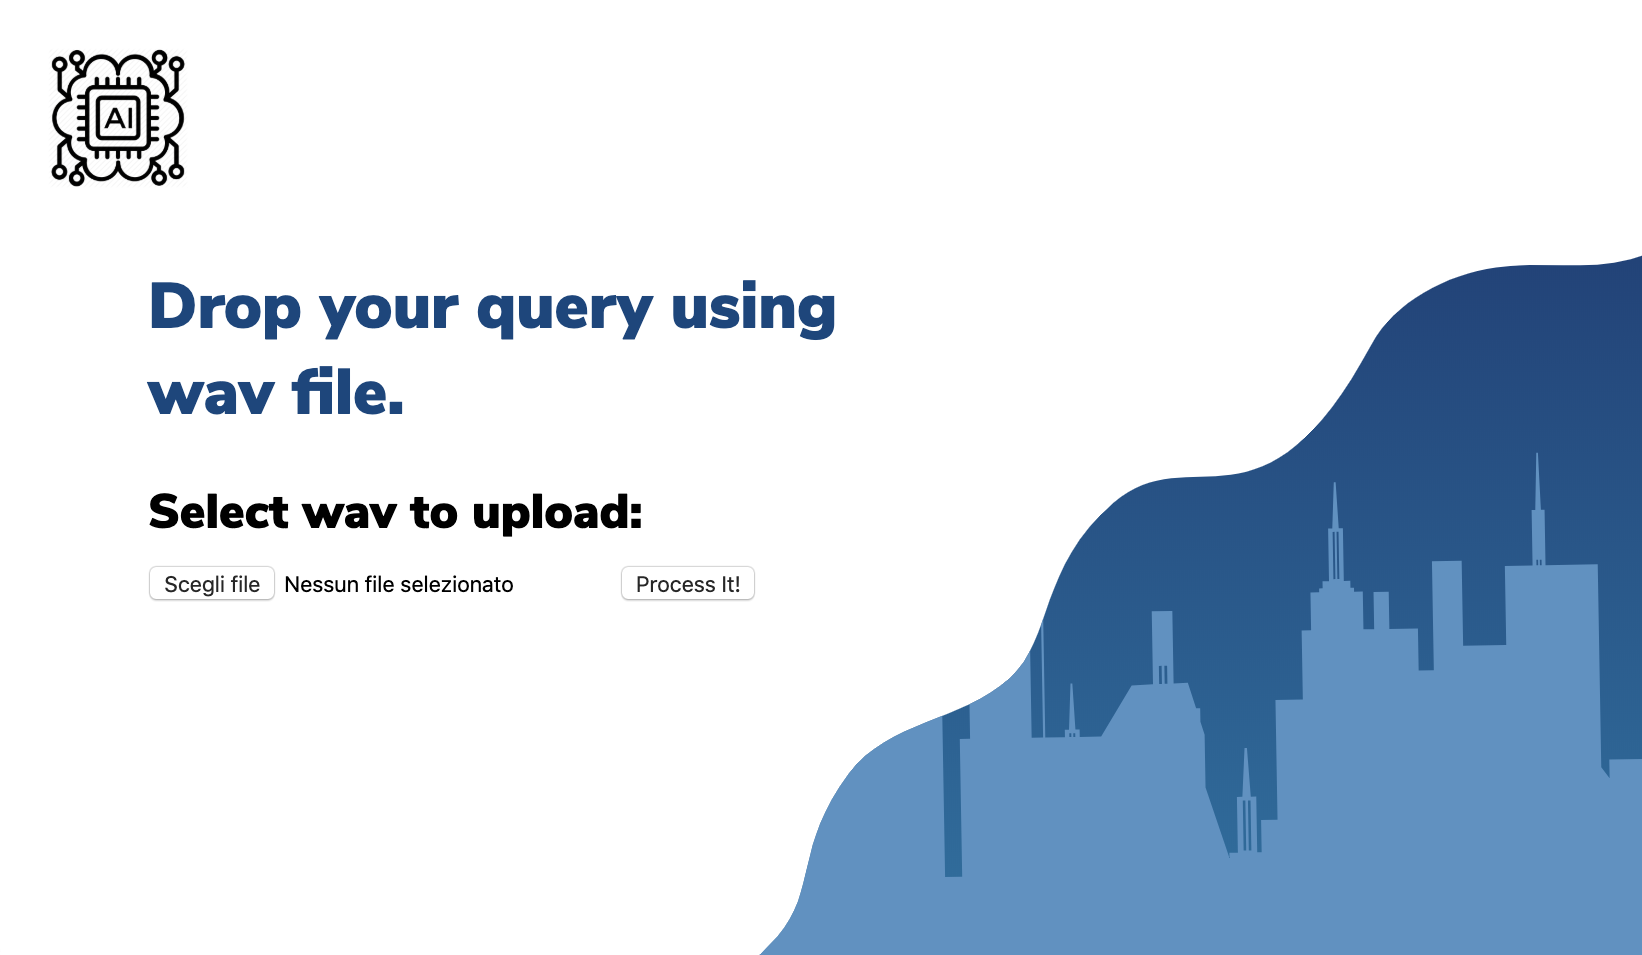 AI
Drop your query using
wav file.
Select wav to upload:
Scegli file Nessun file selezionato Process It!